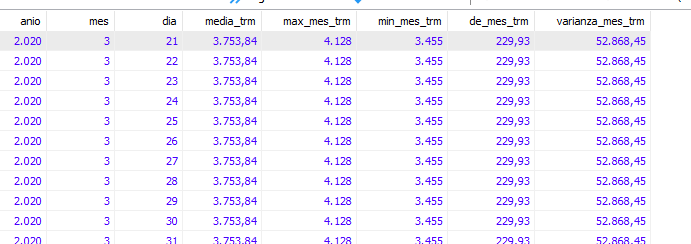 anio mes dia media_trm max_mes_trm min_mes_trm de_mes_trm varianza_mes_trm
2.020 3 21 3.753,84 4.128 3.455 229,93 52.868,45
2.020 3 22 3.753,84 4.128 3.455 229,93 52.868,45
2.020 3 23 3.753,84 4.128 3.455 229,93 52.868,45
2.020 3 24 3.753,84 4.128 3.455 229,93 52.868,45
2.020 3 25 3.753,84 4.128 3.455 229,93 52.868,45
2.020 3 26 3.753,84 4.128 3.455 229,93 52.868,45
2.020 3 27 3.753,84 4.128 3.455 229,93 52.868,45
2.020 3 28 3.753,84 4.128 3.455 229,93 52.868,45
2.020 3 29 3.753,84 4.128 3.455 229,93 52.868,45
2.020 3 30 3.753,84 4.128 3.455 229,93 52.868,45
2.020 3 31 3.753,84 4.128 3.455 229,93 52.868,45